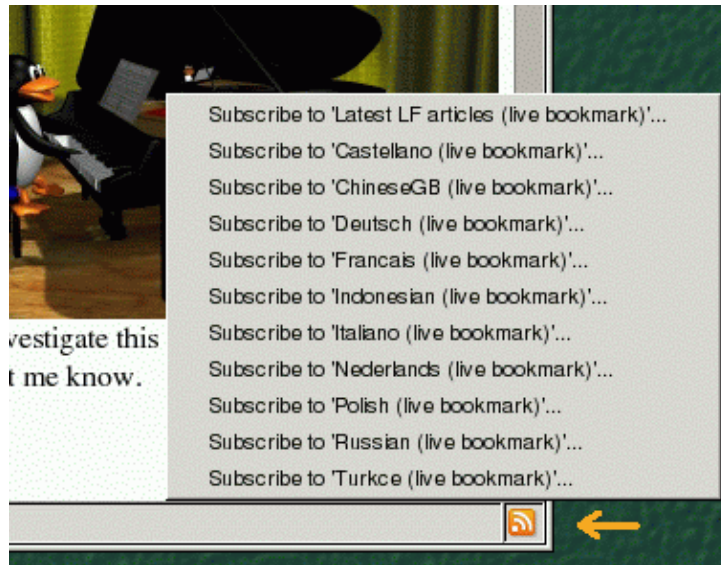 Subscribe to 'Latest LF articles (live bookmark)'...
Subscribe to 'Castellano (live bookmark)'...
Subscribe to 'ChineseGB (live bookmark)'...
Subscribe to 'Deutsch (live bookmark)'...
Subscribe to 'Francais (live bookmark)'...
Subscribe to 'Indonesian (live bookmark)'...
Subscribe to 'Italiano (live bookmark)'...
Subscribe to 'Nederlands (live bookmark)'...
Subscribe to 'Polish (live bookmark)'...
Subscribe to 'Russian (live bookmark)'...
Subscribe to 'Turkce (live bookmark)'...
vestigate this
t me know.